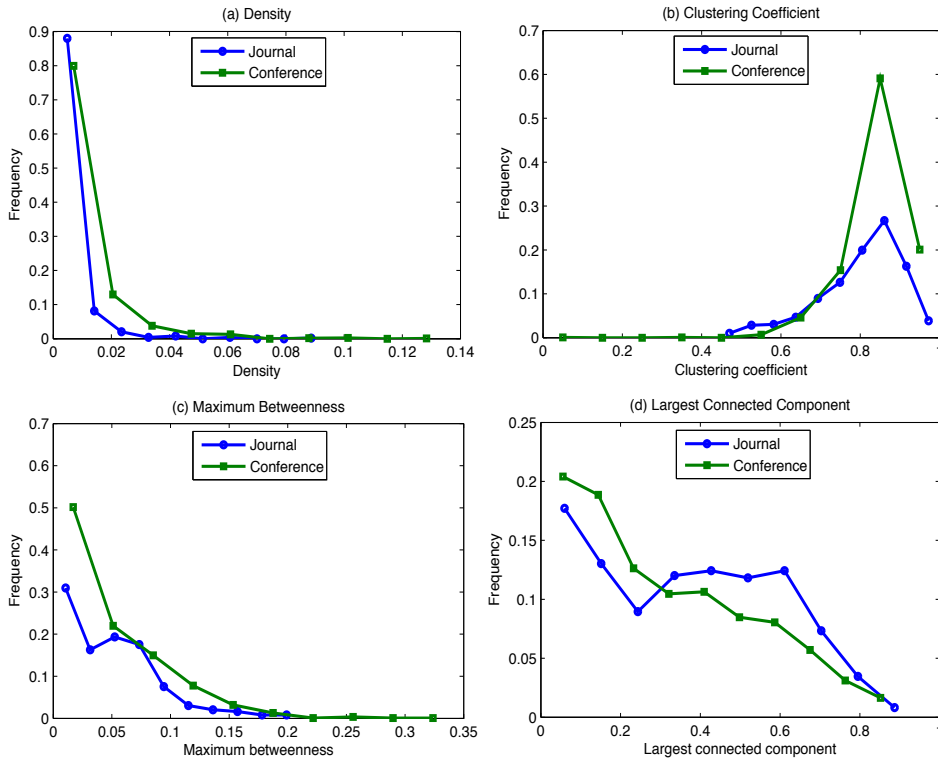 (a) Density
0.9
0.8
0.7
0.6
0.5
0.4
0.3
0.2
0.1
0
Frequency
Journal
Conference
0 0.02 0.04 0.06 0.08 0.1 0.12 0.14
Density
(b) Clustering Coefficient
0.7
0.6
0.5
0.4
0.3
0.2
0.1
0
Frequency
Journal
Conference
0 0.2 0.4 0.6 0.8
Clustering coefficient
(c) Maximum Betweenness
0.7
0.6
0.5
0.4
0.3
0.2
0.1
0
Frequency
Journal
Conference
0 0.05 0.1 0.15 0.2 0.25 0.3 0.35
Maximum betweenness
(d) Largest Connected Component
0.25
0.2
0.15
0.1
0.05
0
Frequency
Journal
Conference
0 0.2 0.4 0.6 0.8
Largest connected component